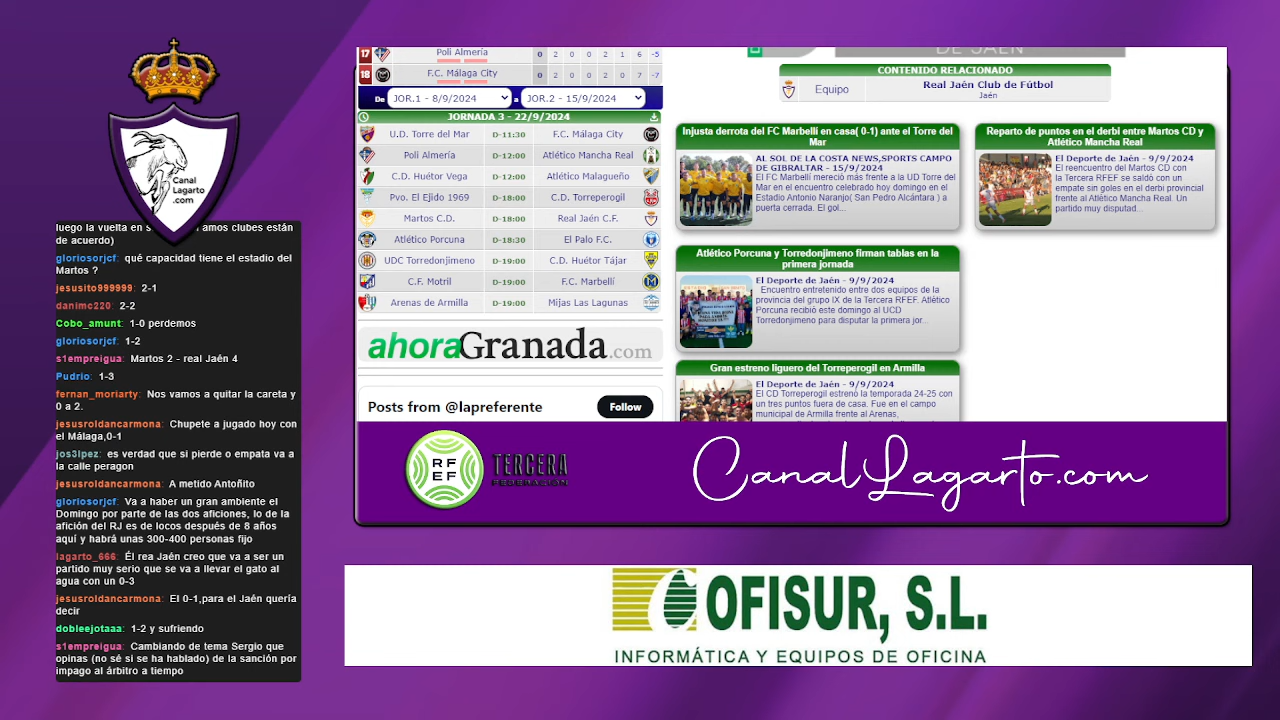 Canal
Lagarto
.com
amos clubes están
de acuerdo)
gloriosorjcf: qué capacidad tiene el estadio del
Martos ?
jesusito999999: 2-1
danimc220: 2-2
Cobo_amunt: 1-0 perdemos
gloriosorjcf: 1-2
s1empreigua: Martos 2 - real Jaén 4
Pudrio: 1-3
fernan_moriarty: Nos vamos a quitar la careta y
0 a 2.
jesusroldancarmona: Chupete a jugado hoy con
el Málaga,0-1
jos3lpez: es verdad que si pierde o empata va a
la calle peragon
jesusroldancarmona: A metido Antoñito
gloriosorjcf: Va a haber un gran ambiente el
Domingo por parte de las dos aficiones, lo de la
afición del RJ es de locos después de 8 años
aquí y habrá unas 300-400 personas fijo
lagarto_666: Él rea Jaén creo que va a ser un
partido muy serio que se va a llevar el gato al
agua con un 0-3
jesusroldancarmona: El 0-1,para el Jaén quería
decir
dobleejotaaa: 1-2 y sufriendo
s1empreigua: Cambiando de tema Sergio que
opinas (no sé si se ha hablado) de la sanción por
impago al árbitro a tiempo
17 Poli Almería 0 2 0 0 2 1 6 -5
18 F.C. Málaga City 0 2 0 0 2 0 7 -7
De JOR.1 - 8/9/2024 a JOR.2 - 15/9/2024
JORNADA 3 - 22/9/2024
U.D. Torre del Mar D-11:30 F.C. Málaga City
Poli Almería D-12:00 Atlético Mancha Real
C.D. Huétor Vega D-12:00 Atlético Malagueño
Pvo. El Ejido 1969 D-18:00 C.D. Torreperogil
Martos C.D. D-18:00 Real Jaén C.F.
Atlético Porcuna D-18:30 El Palo F.C.
UDC Torredonjimeno D-19:00 C.D. Huétor Tájar
C.F. Motril D-19:00 F.C. Marbellí
Arenas de Armilla D-19:00 Mijas Las Lagunas
ahoraGranada.com
Posts from @lapreferente
Follow
DE JAÉN
CONTENIDO RELACIONADO
Equipo
Real Jaén Club de Fútbol
Jaén
Injusta derrota del FC Marbellí en casa( 0-1) ante el Torre del
Mar
AL SOL DE LA COSTA NEWS,SPORTS CAMPO
DE GIBRALTAR - 15/9/2024
El FC Marbellí mereció más frente a la UD Torre del
Mar en el encuentro celebrado hoy domingo en el
Estadio Antonio Naranjo( San Pedro Alcántara ) a
puerta cerrada. El gol...
Reparto de puntos en el derbi entre Martos CD y
Atlético Mancha Real
El Deporte de Jaén - 9/9/2024
El reencuentro del Martos CD con
la Tercera RFEF se saldó con un
empate sin goles en el derbi provincial
frente al Atlético Mancha Real. Un
partido muy disputad...
Atlético Porcuna y Torredonjimeno firman tablas en la
primera jornada
El Deporte de Jaén - 9/9/2024
Encuentro entretenido entre dos equipos de la
provincia del grupo IX de la Tercera RFEF. Atlético
Porcuna recibió este domingo al UCD
Torredonjimeno para disputar la primera jor...
Gran estreno liguero del Torreperogil en Armilla
El Deporte de Jaén - 9/9/2024
El CD Torreperogil estrenó la temporada 24-25 con
un tres puntos fuera de casa. Fue en el campo
municipal de Armilla frente al Arenas,
RF
EF
TERCERA
FEDERACIÓN
CanalLagarto.com
OFISUR, S.L.
INFORMÁTICA Y EQUIPOS DE OFICINA